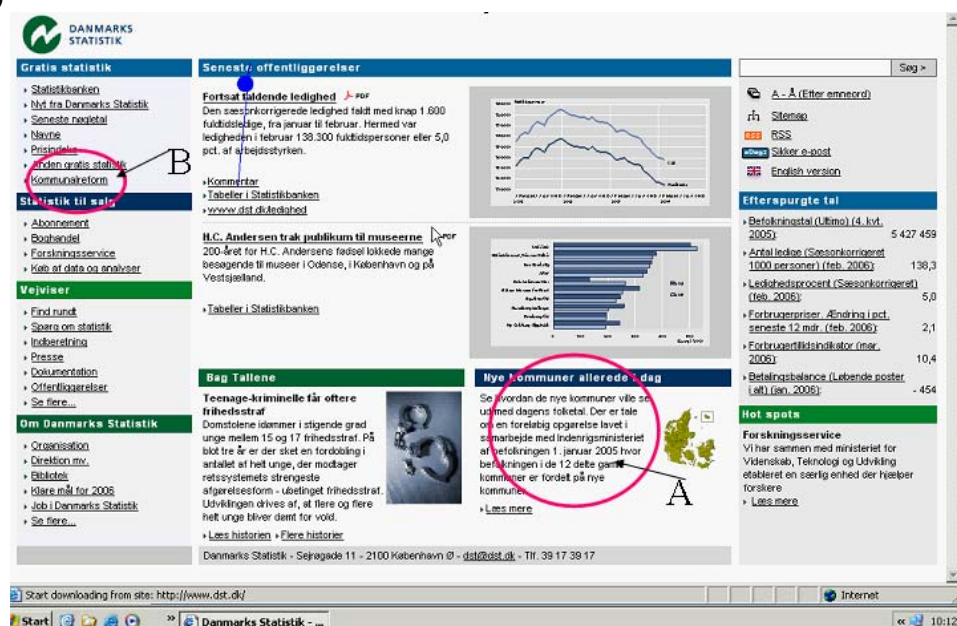 DANMARKS
STATISTIK
Gratis statistik
Statistikbanken
Nyt fra Danmarks Statistik
Seneste nøgletal
Navne
Prisindeks
Anden gratis statistik
Kommunalreform
B
Statistik til salg
Abonnement
Boghandel
Forskningsservice
Køb af data og analyser
Vejviser
Find rundt
Spørg om statistik
Indberetning
Presse
Dokumentation
Offentliggørelser
Se flere...
Om Danmarks Statistik
Organisation
Direktion mv.
Bibliotek
Klare mål for 2006
Job i Danmarks Statistik
Se flere...
Seneste offentliggørelser
Fortsat faldende ledighed PDF
Den sæsonkorrigerede ledighed faldt med knap 1.600
fuldtidsledige, fra januar til februar. Hermed var
ledigheden i februar 138.300 fuldtidspersoner eller 5,0
pct. af arbejdsstyrken.
Kommentar
Tabeller i Statistikbanken
www.dst.dk/ledighed
H.C. Andersen trak publikum til museerne PDF
200-året for H.C. Andersens fødsel lokkede mange
besøgende til museer i Odense, i København og på
Vestsjælland.
Tabeller i Statistikbanken
Bag Tallene
Teenage-kriminelle får oftere
frihedsstraf
Domstolene idømmer i stigende grad
unge mellem 15 og 17 frihedsstraf. På
blot tre år er der sket en fordobling i
antallet af helt unge, der modtager
retssystemets strengeste
afgørelsesform - ubetinget frihedsstraf.
Udviklingen drives af, at flere og flere
helt unge bliver dømt for vold.
Læs historien Flere historier
Nye kommuner allerede i dag
Se hvordan de nye kommuner ville se
ud med dagens folketal. Der er tale
om en foreløbig opgørelse lavet i
samarbejde med Indenrigsministeriet
af befolkningen 1. januar 2005 hvor
befolkningen i de 12 delte gamle
kommuner er fordelt på nye
kommuner.
Læs mere
A
Danmarks Statistik - Sejrøgade 11 - 2100 København Ø - dst@dst.dk - Tlf. 39 17 39 17
Søg >
A - Å (Efter emneord)
Sitemap
RSS RSS
Sikker e-post
English version
Efterspurgte tal
Befolkningstal (Ultimo) (4. kvt.
2005): 5 427 459
Antal ledige (Sæsonkorrigeret
1000 personer) (feb. 2006): 138,3
Ledighedsprocent (Sæsonkorrigeret)
(feb. 2006): 5,0
Forbrugerpriser. Ændring i pct.
seneste 12 mdr. (feb. 2006): 2,1
Forbrugertillidsindikator (mar.
2006): 10,4
Betalingsbalance (Løbende poster
i alt) (jan. 2006): - 454
Hot spots
Forskningsservice
Vi har sammen med ministeriet for
Videnskab, Teknologi og Udvikling
etableret en særlig enhed der hjælper
forskere
Læs mere
Start downloading from site: http://www.dst.dk/
Internet
Start
Danmarks Statistik - ...
10:12